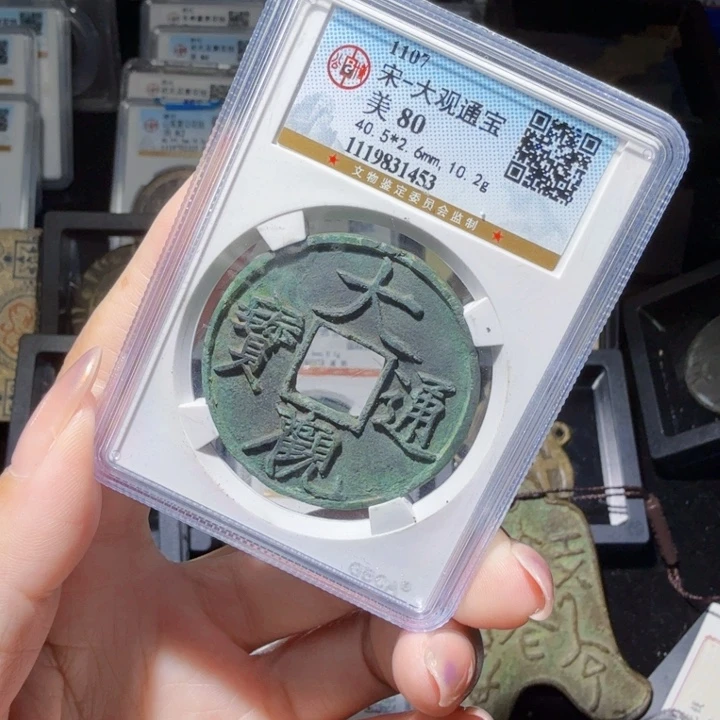 1107
宋-大观通宝
美 80
40.5*2.6mm, 10.2g
1119831453
文物鉴定委员会监制
大
寶 通
觀
GBCA®